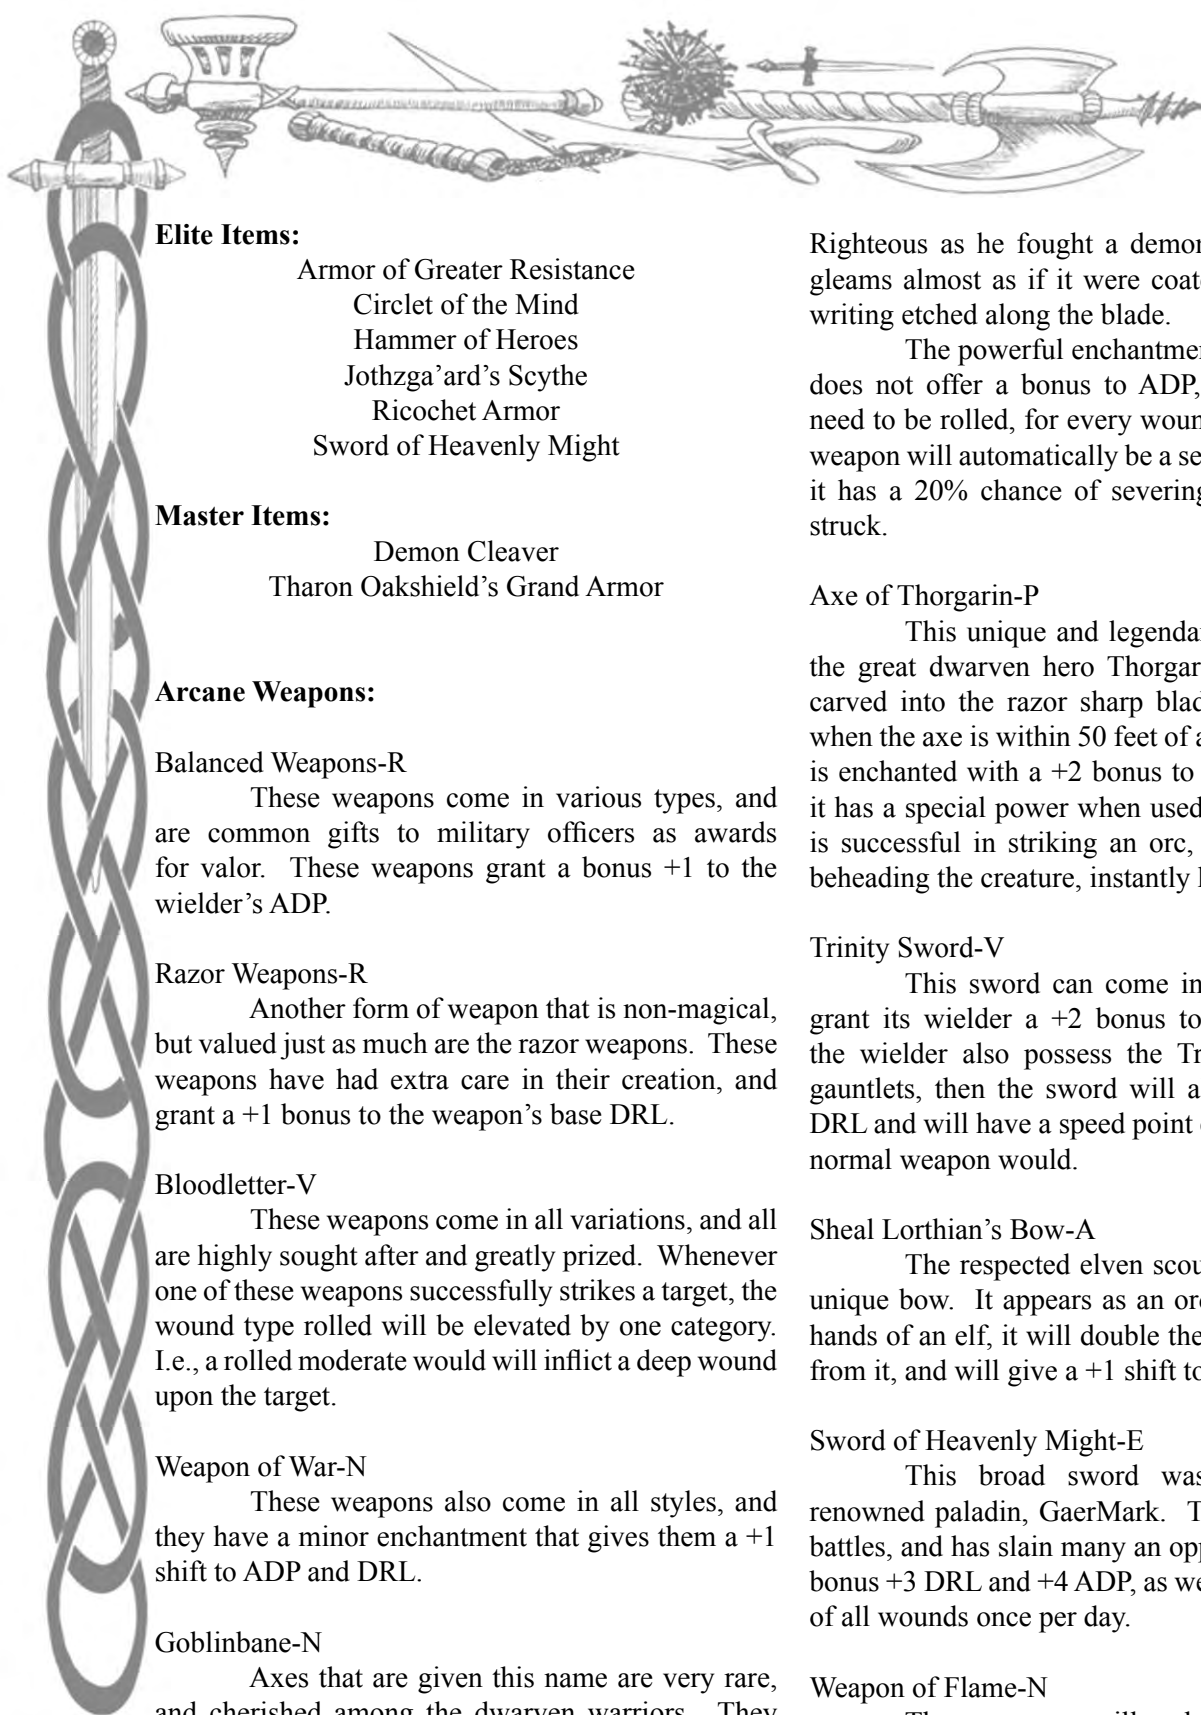 Elite Items:
Armor of Greater Resistance
Circlet of the Mind
Hammer of Heroes
Jothzga’ard’s Scythe
Ricochet Armor
Sword of Heavenly Might
Master Items:
Demon Cleaver
Tharon Oakshield’s Grand Armor
Arcane Weapons:
Balanced Weapons-R
These weapons come in various types, and
are common gifts to military officers as awards
for valor. These weapons grant a bonus +1 to the
wielder’s ADP.
Razor Weapons-R
Another form of weapon that is non-magical,
but valued just as much are the razor weapons. These
weapons have had extra care in their creation, and
grant a +1 bonus to the weapon’s base DRL.
Bloodletter-V
These weapons come in all variations, and all
are highly sought after and greatly prized. Whenever
one of these weapons successfully strikes a target, the
wound type rolled will be elevated by one category.
I.e., a rolled moderate would will inflict a deep wound
upon the target.
Weapon of War-N
These weapons also come in all styles, and
they have a minor enchantment that gives them a +1
shift to ADP and DRL.
Goblinbane-N
Axes that are given this name are very rare,
and cherished among the dwarven warriors. They
Righteous as he fought a demon
gleams almost as if it were
writing etched along the blade.
The powerful
does not offer a bonus to ADP,
need to be rolled, for every
weapon will automatically be a
it has a 20% chance of severing
struck.
Axe of Thorgarin-P
This unique and
the great dwarven hero
carved into the razor sharp
when the axe is within 50 feet of
is enchanted with a +2 bonus to
it has a special power when used
is successful in striking an orc,
beheading the creature, instantly
Trinity Sword-V
This sword can come in
grant its wielder a +2 bonus to
the wielder also possess the
gauntlets, then the sword will
DRL and will have a speed point
normal weapon would.
Sheal Lorthian’s Bow-A
The respected elven
unique bow. It appears as an
hands of an elf, it will double the
from it, and will give a +1 shift to
Sword of Heavenly Might-E
This broad sword was
renowned paladin, GaerMark.
battles, and has slain many an
bonus +3 DRL and +4 ADP, as
of all wounds once per day.
Weapon of Flame-N